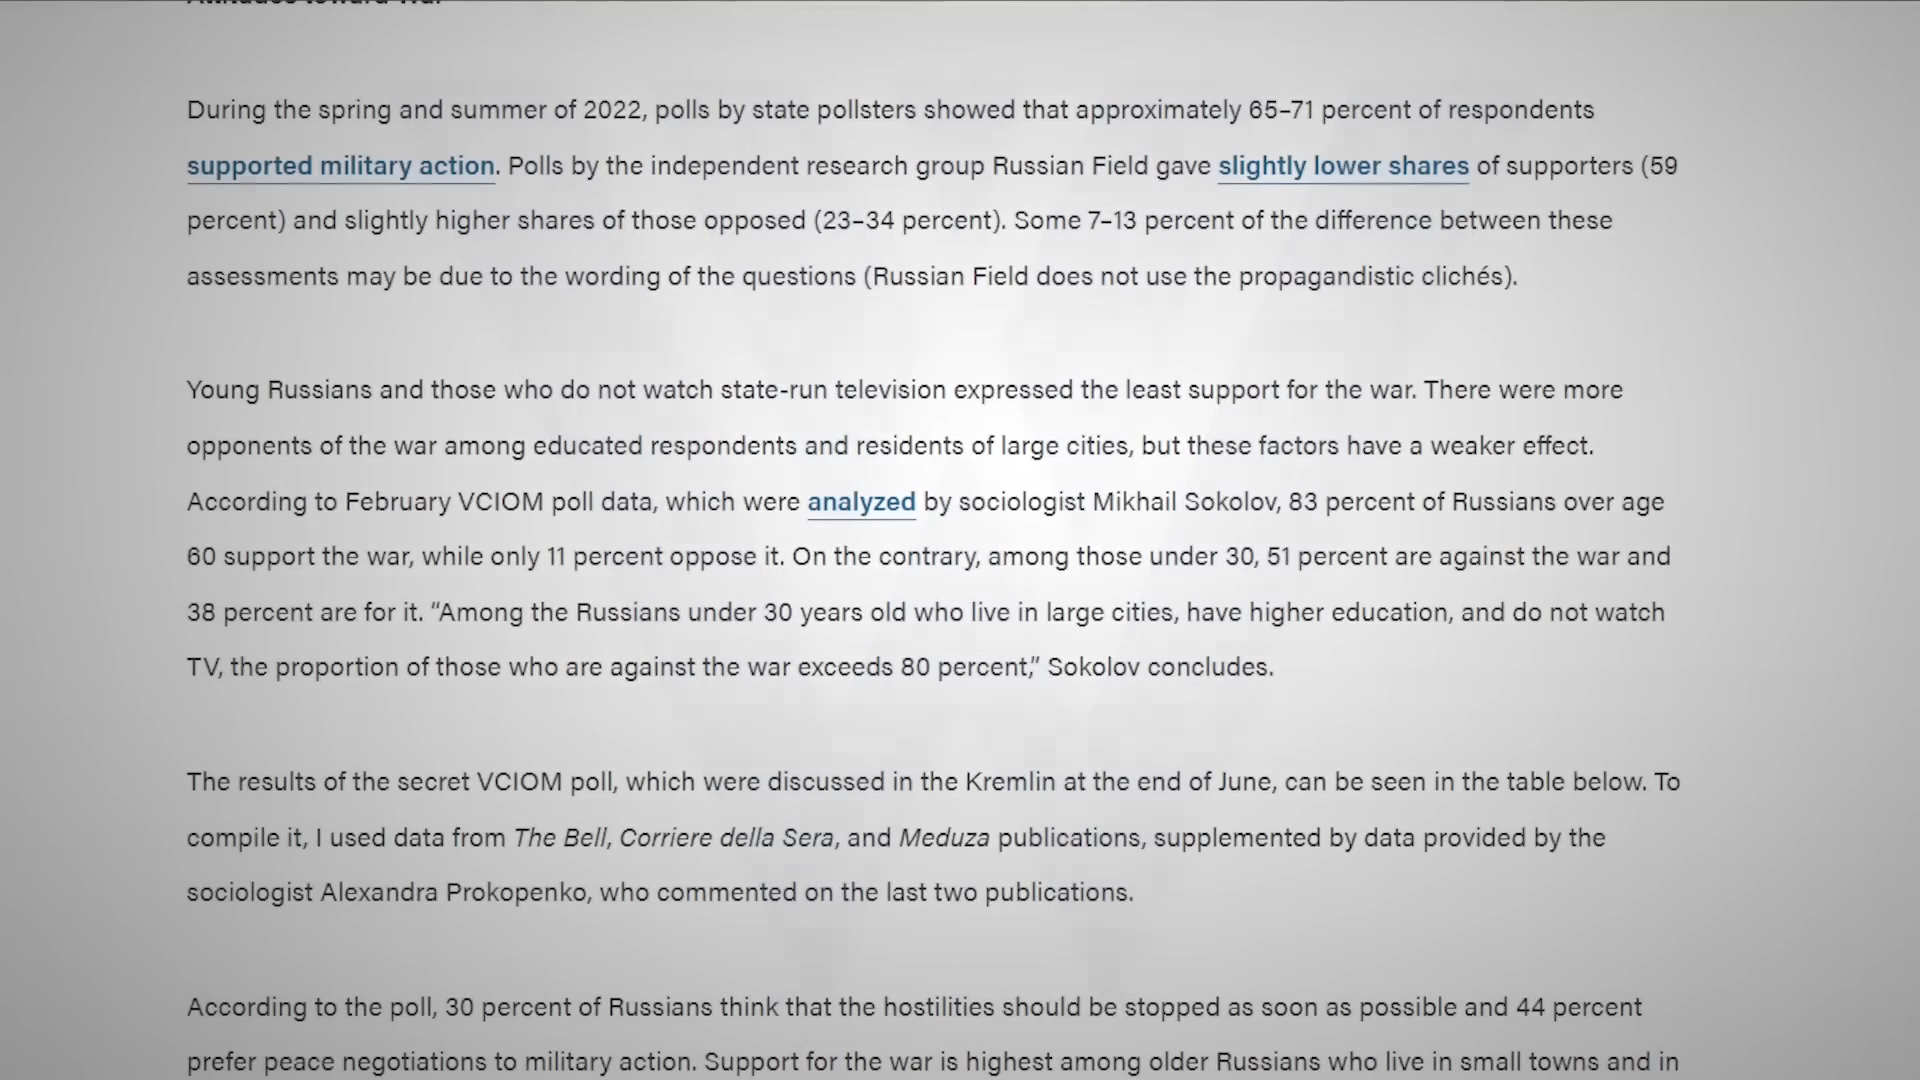 During the spring and summer of 2022, polls by state pollsters showed that approximately 65–71 percent of respondents
supported military action. Polls by the independent research group Russian Field gave slightly lower shares of supporters (59
percent) and slightly higher shares of those opposed (23–34 percent). Some 7–13 percent of the difference between these
assessments may be due to the wording of the questions (Russian Field does not use the propagandistic clichés).
Young Russians and those who do not watch state-run television expressed the least support for the war. There were more
opponents of the war among educated respondents and residents of large cities, but these factors have a weaker effect.
According to February VCIOM poll data, which were analyzed by sociologist Mikhail Sokolov, 83 percent of Russians over age
60 support the war, while only 11 percent oppose it. On the contrary, among those under 30, 51 percent are against the war and
38 percent are for it. “Among the Russians under 30 years old who live in large cities, have higher education, and do not watch
TV, the proportion of those who are against the war exceeds 80 percent,” Sokolov concludes.
The results of the secret VCIOM poll, which were discussed in the Kremlin at the end of June, can be seen in the table below. To
compile it, I used data from The Bell, Corriere della Sera, and Meduza publications, supplemented by data provided by the
sociologist Alexandra Prokopenko, who commented on the last two publications.
According to the poll, 30 percent of Russians think that the hostilities should be stopped as soon as possible and 44 percent
prefer peace negotiations to military action. Support for the war is highest among older Russians who live in small towns and in